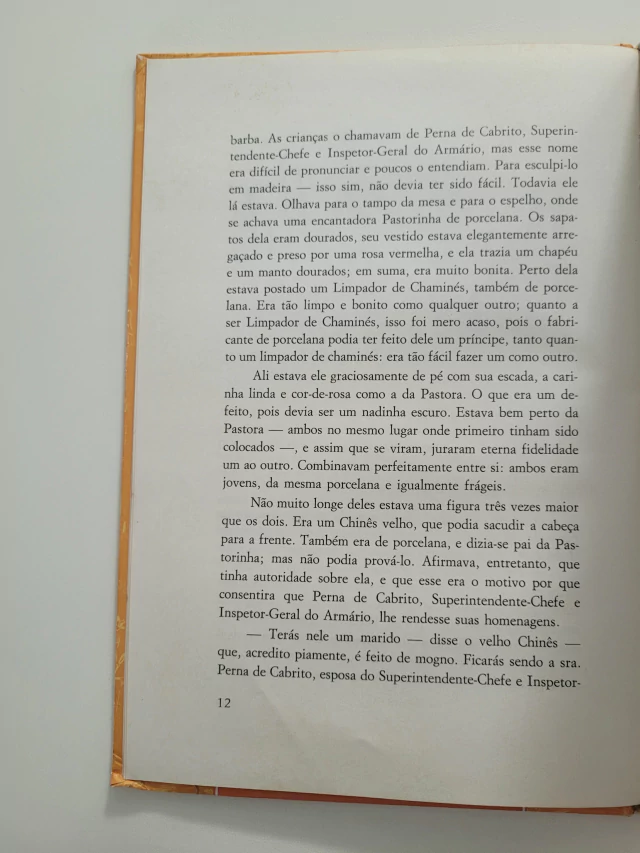 barba. As crianças o chamavam de Perna de Cabrito, Superin-
tendente-Chefe e Inspetor-Geral do Armário, mas esse nome
era difícil de pronunciar e poucos o entendiam. Para esculpi-lo
em madeira — isso sim, não devia ter sido fácil. Todavia ele
lá estava. Olhava para o tampo da mesa e para o espelho, onde
se achava uma encantadora Pastorinha de porcelana. Os sapa-
tos dela eram dourados, seu vestido estava elegantemente arre-
gaçado e preso por uma rosa vermelha, e ela trazia um chapéu
e um manto dourados; em suma, era muito bonita. Perto dela
estava postado um Limpador de Chaminés, também de porce-
lana. Era tão limpo e bonito como qualquer outro; quanto a
ser Limpador de Chaminés, isso foi mero acaso, pois o fabri-
cante de porcelana podia ter feito dele um príncipe, tanto quan-
to um limpador de chaminés: era tão fácil fazer um como outro.
Ali estava ele graciosamente de pé com sua escada, a cari-
nha linda e cor-de-rosa como a da Pastora. O que era um de-
feito, pois devia ser um nadinha escuro. Estava bem perto da
Pastora — ambos no mesmo lugar onde primeiro tinham sido
colocados —, e assim que se viram, juraram eterna fidelidade
um ao outro. Combinavam perfeitamente entre si: ambos eram
jovens, da mesma porcelana e igualmente frágeis.
Não muito longe deles estava uma figura três vezes maior
que os dois. Era um Chinês velho, que podia sacudir a cabeça
para a frente. Também era de porcelana, e dizia-se pai da Pas-
torinha; mas não podia prová-lo. Afirmava, entretanto, que
tinha autoridade sobre ela, e que esse era o motivo por que
consentira que Perna de Cabrito, Superintendente-Chefe e
Inspetor-Geral do Armário, lhe rendesse suas homenagens.
— Terás nele um marido — disse o velho Chinês —
que, acredito piamente, é feito de mogno. Ficarás sendo a sra.
Perna de Cabrito, esposa do Superintendente-Chefe e Inspetor-
12